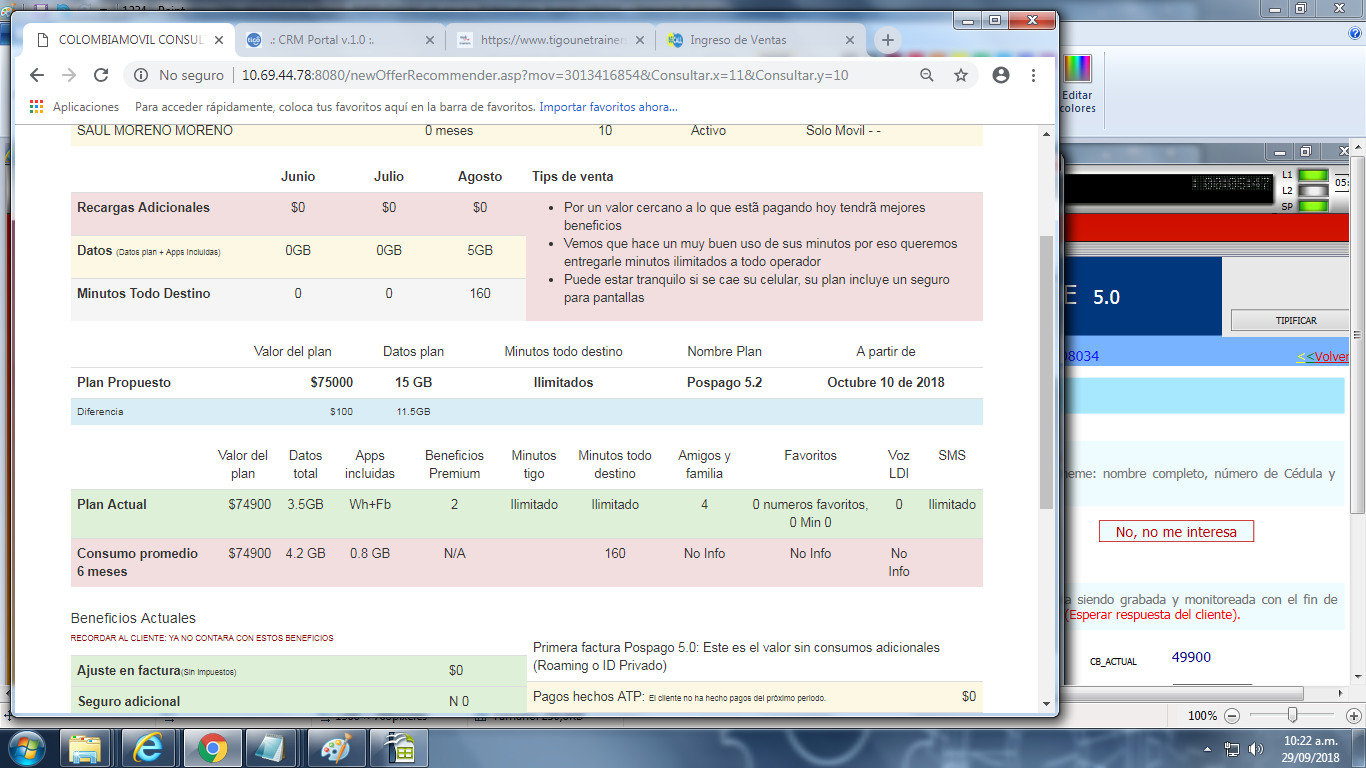 1234 - Paint
COLOMBIAMOVIL CONSUL
.: CRM Portal v.1.0 :.
https://www.tigounetrainer
Ingreso de Ventas
No seguro
10.69.44.78:8080/newOfferRecommender.asp?mov=3013416854&Consultar.x=11&Consultar.y=10
Aplicaciones Para acceder rápidamente, coloca tus favoritos aquí en la barra de favoritos. Importar favoritos ahora...
Editar
colores
SAUL MORENO MORENO 0 meses 10 Activo Solo Movil - -
Junio Julio Agosto Tips de venta
Recargas Adicionales $0 $0 $0
Datos (Datos plan + Apps incluidas) 0GB 0GB 5GB
Minutos Todo Destino 0 0 160
• Por un valor cercano a lo que estã pagando hoy tendrã mejores
beneficios
• Vemos que hace un muy buen uso de sus minutos por eso queremos
entregarle minutos ilimitados a todo operador
• Puede estar tranquilo si se cae su celular, su plan incluye un seguro
para pantallas
Valor del plan Datos plan Minutos todo destino Nombre Plan A partir de
Plan Propuesto $75000 15 GB Ilimitados Pospago 5.2 Octubre 10 de 2018
Diferencia $100 11.5GB
Valor del plan Datos total Apps incluidas Beneficios Premium Minutos tigo Minutos todo destino Amigos y familia Favoritos Voz LDI SMS
Plan Actual $74900 3.5GB Wh+Fb 2 Ilimitado Ilimitado 4 0 numeros favoritos, 0 Min 0 0 Ilimitado
Consumo promedio 6 meses $74900 4.2 GB 0.8 GB N/A 160 No Info No Info No Info
Beneficios Actuales
RECORDAR AL CLIENTE: YA NO CONTARA CON ESTOS BENEFICIOS
Ajuste en factura(Sin impuestos) $0
Seguro adicional N 0
Primera factura Pospago 5.0: Este es el valor sin consumos adicionales
(Roaming o ID Privado)
Pagos hechos ATP: El cliente no ha hecho pagos del próximo periodo. $0
L1
L2
SP
05:
E 5.0
TIPIFICAR
08034
<<Volver
neme: nombre completo, número de Cédula y
No, no me interesa
a siendo grabada y monitoreada con el fin de
(Esperar respuesta del cliente).
CB_ACTUAL 49900
100%
10:22 a.m.
29/09/2018